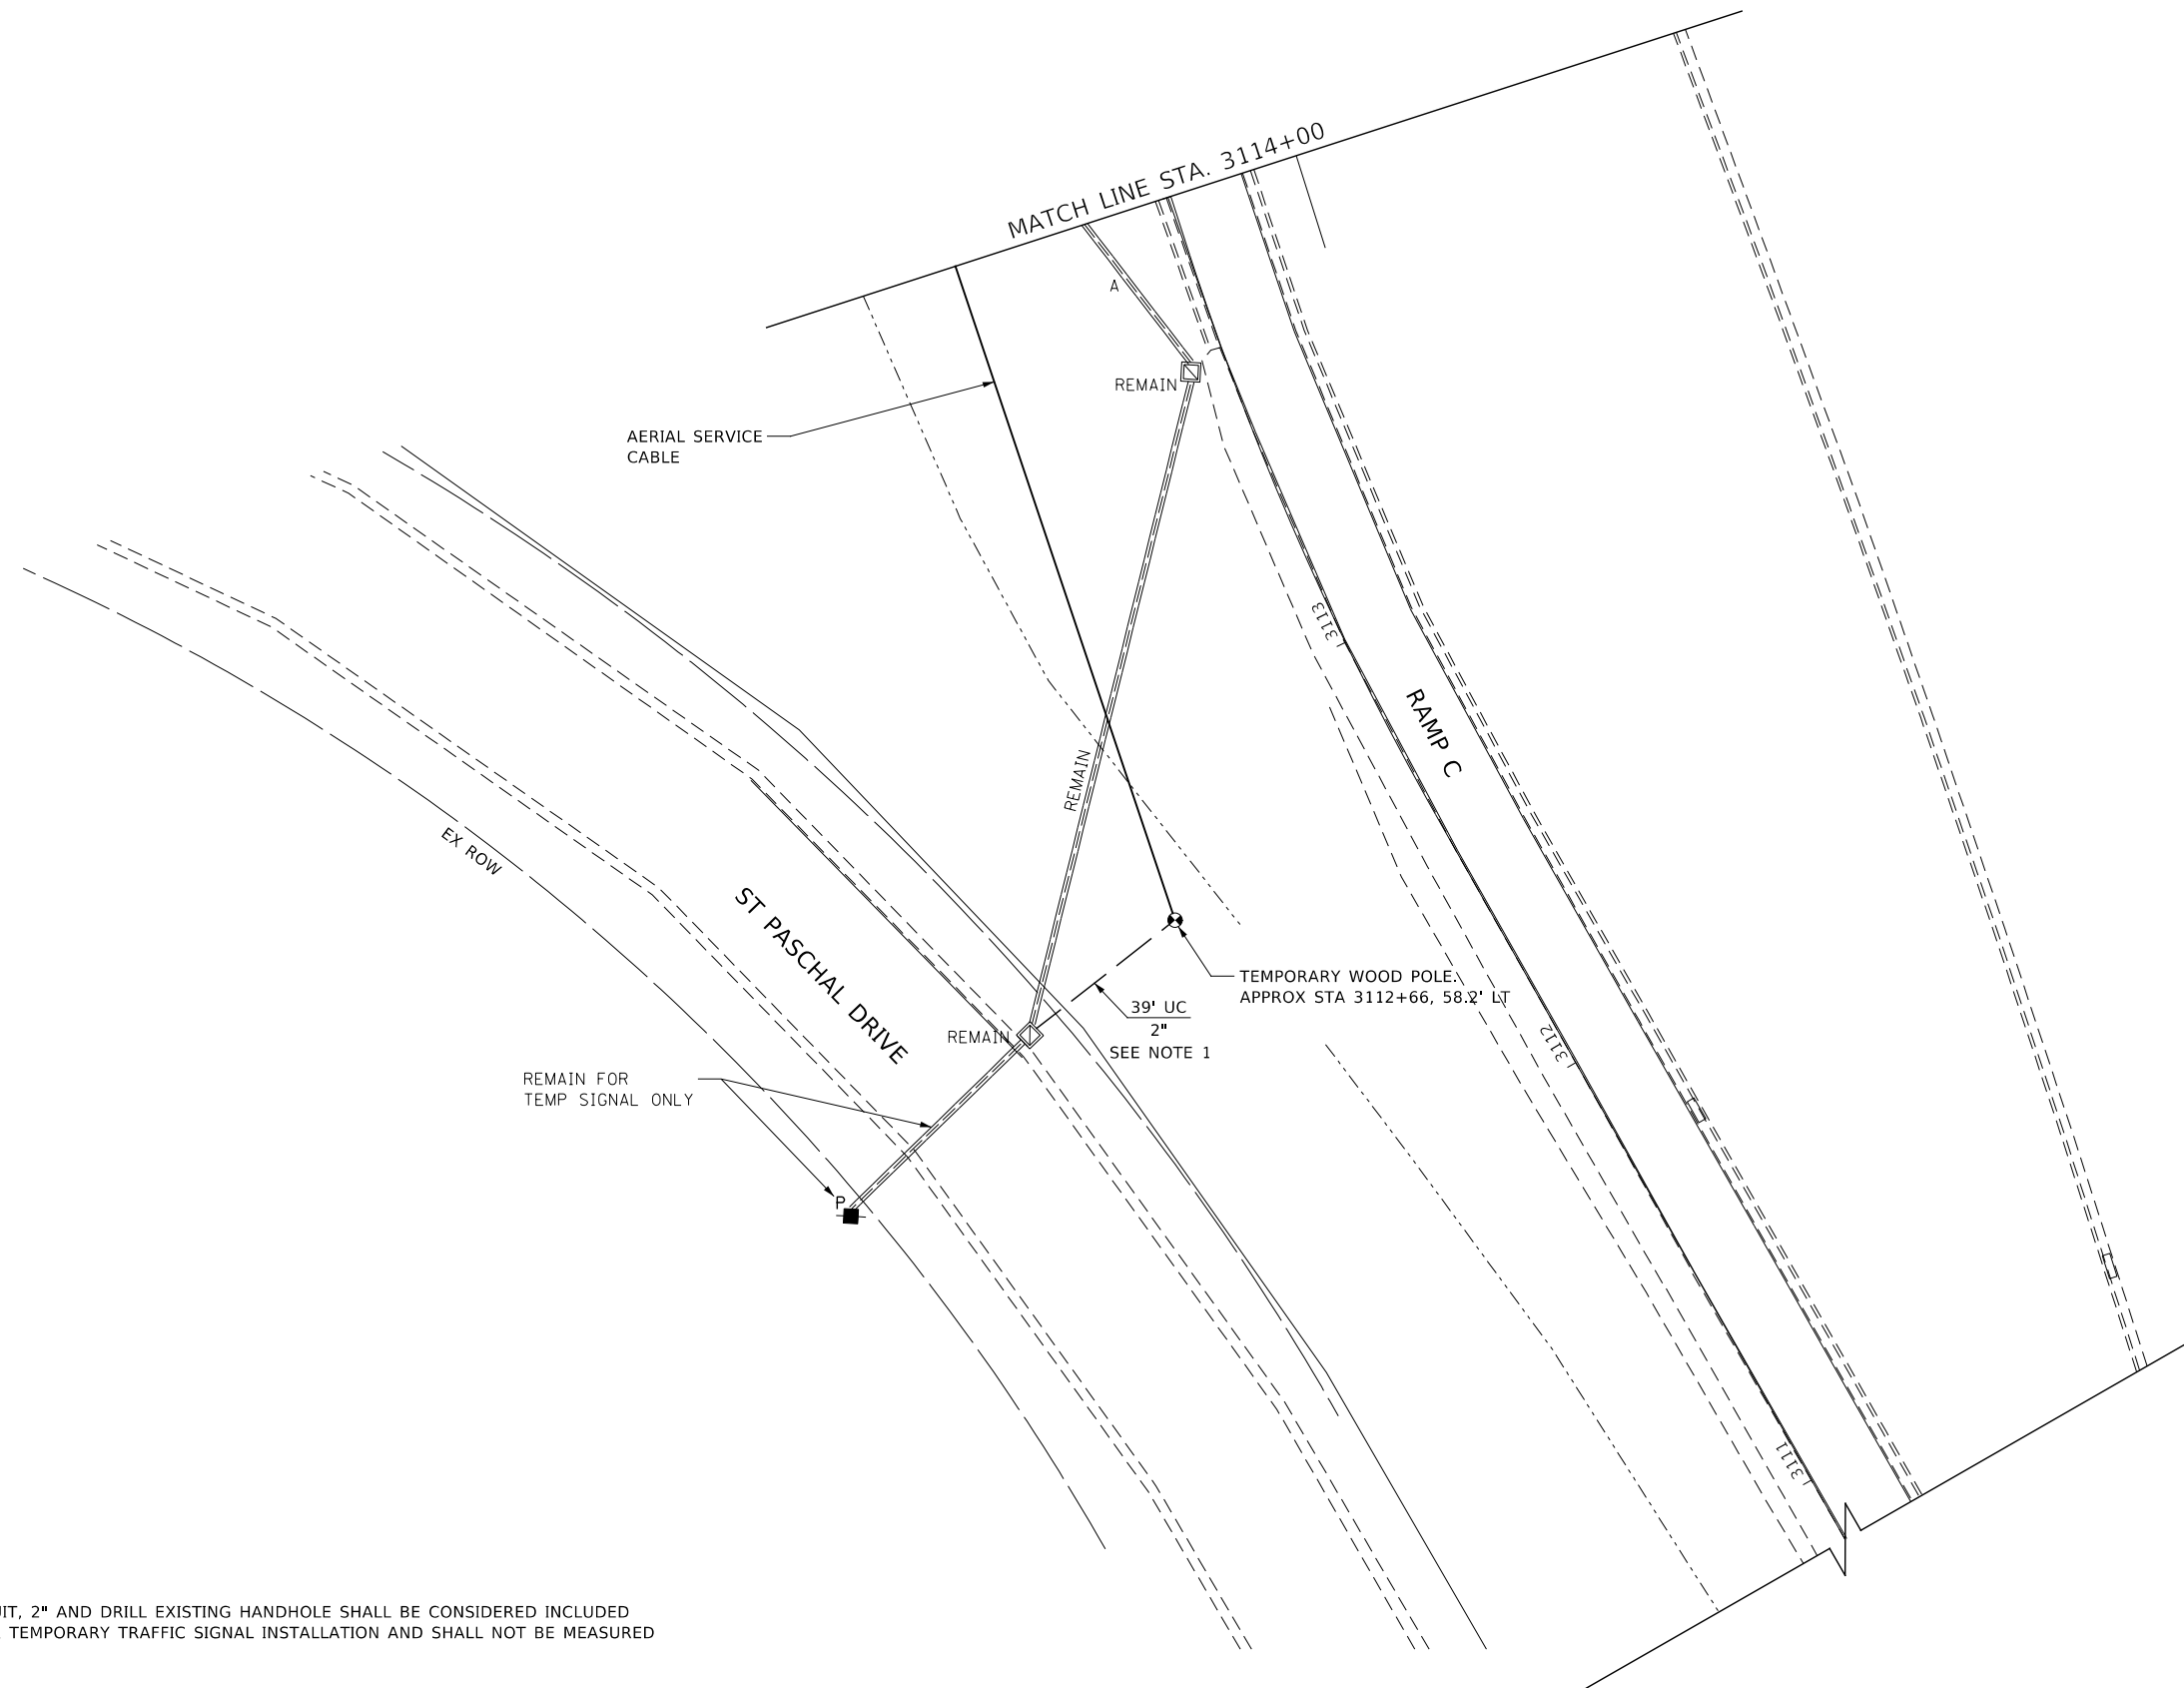 MATCH LINE STA. 3114+00
A
REMAIN
AERIAL SERVICE
CABLE
3113
RAMP C
REMAIN
EX ROW
ST PASCHAL DRIVE
TEMPORARY WOOD POLE.
APPROX STA 3112+66, 58.2' LT
39' UC
2"
SEE NOTE 1
REMAIN
3112
REMAIN FOR
TEMP SIGNAL ONLY
P
3111
2" AND DRILL EXISTING HANDHOLE SHALL BE CONSIDERED INCLUDED
TEMPORARY TRAFFIC SIGNAL INSTALLATION AND SHALL NOT BE MEASURED